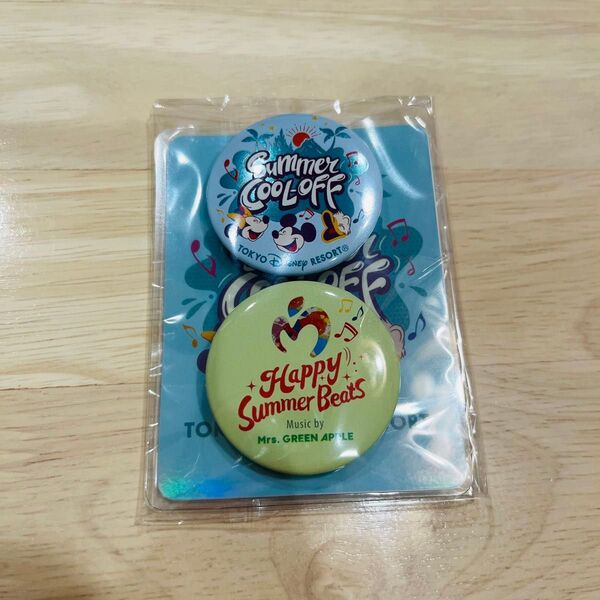 Summer
COOL-OFF
TOKYO Disney RESORT®
Happy
Summer Beats
Music by
Mrs. GREEN APPLE